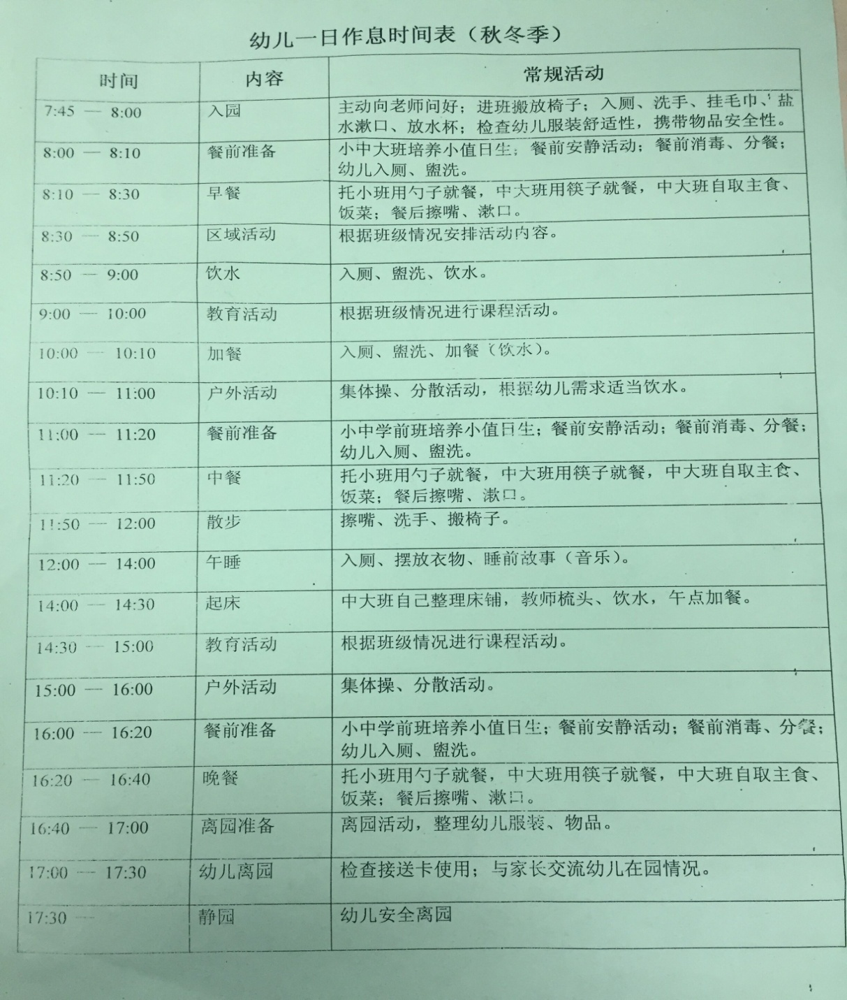 幼儿一日作息时间表（秋冬季）
时间 内容 常规活动
7:45 — 8:00 入园 主动向老师问好；进班搬放椅子；入厕、洗手、挂毛巾、盐
水漱口、放水杯；检查幼儿服装舒适性，携带物品安全性。
8:00 — 8:10 餐前准备 小中大班培养小值日生；餐前安静活动；餐前消毒、分餐；
幼儿入厕、盥洗。
8:10 — 8:30 早餐 托小班用勺子就餐，中大班用筷子就餐，中大班自取主食、
饭菜；餐后擦嘴、漱口。
8:30 — 8:50 区域活动 根据班级情况安排活动内容。
8:50 — 9:00 饮水 入厕、盥洗、饮水。
9:00 — 10:00 教育活动 根据班级情况进行课程活动。
10:00 — 10:10 加餐 入厕、盥洗、加餐（饮水）。
10:10 — 11:00 户外活动 集体操、分散活动，根据幼儿需求适当饮水。
11:00 — 11:20 餐前准备 小中学前班培养小值日生；餐前安静活动；餐前消毒、分餐；
幼儿入厕、盥洗。
11:20 — 11:50 中餐 托小班用勺子就餐，中大班用筷子就餐，中大班自取主食、
饭菜；餐后擦嘴、漱口。
11:50 — 12:00 散步 擦嘴、洗手、搬椅子。
12:00 — 14:00 午睡 入厕、摆放衣物、睡前故事（音乐）。
14:00 — 14:30 起床 中大班自己整理床铺，教师梳头、饮水，午点加餐。
14:30 — 15:00 教育活动 根据班级情况进行课程活动。
15:00 — 16:00 户外活动 集体操、分散活动。
16:00 — 16:20 餐前准备 小中学前班培养小值日生；餐前安静活动；餐前消毒、分餐；
幼儿入厕、盥洗。
16:20 — 16:40 晚餐 托小班用勺子就餐，中大班用筷子就餐，中大班自取主食、
饭菜；餐后擦嘴、漱口。
16:40 — 17:00 离园准备 离园活动，整理幼儿服装、物品。
17:00 — 17:30 幼儿离园 检查接送卡使用；与家长交流幼儿在园情况。
17:30 — 静园 幼儿安全离园